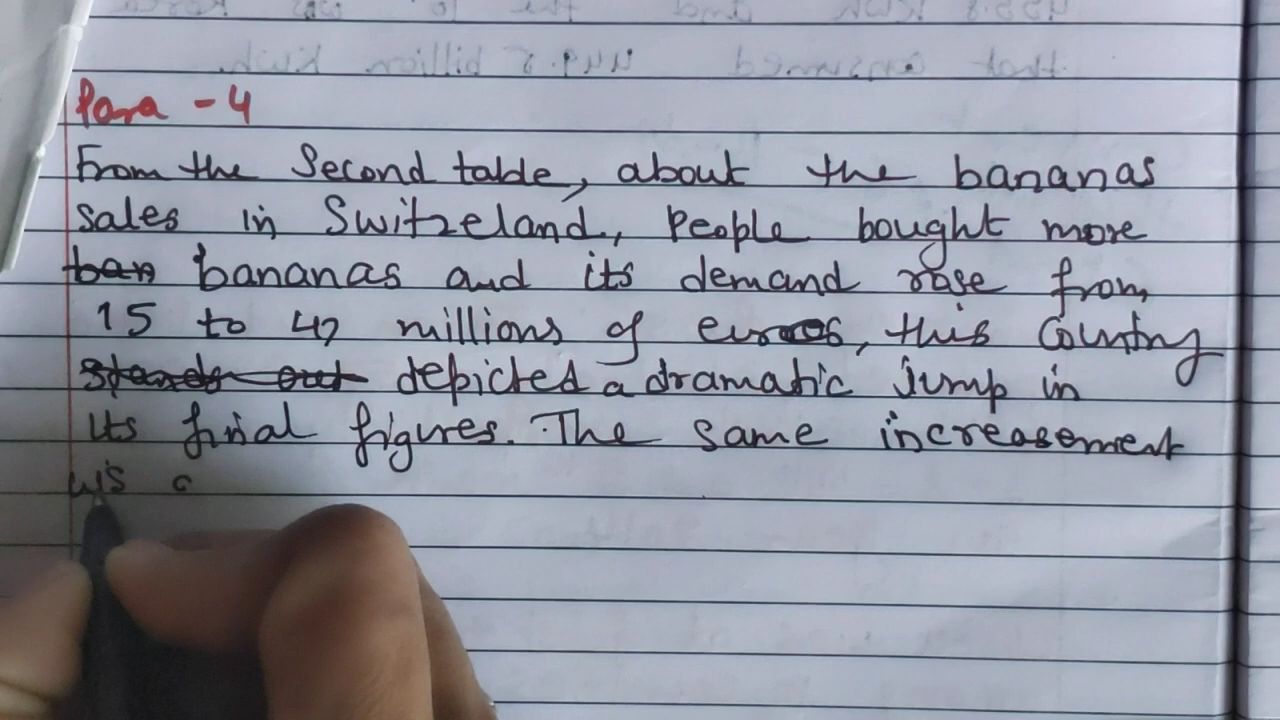 Para - 4
From the Second table, about the bananas
sales in Switzeland, People bought more
ban bananas and its demand rose from
15 to 47 millions of euros, this Country
stands out depicted a dramatic jump in
its final figures. The same increasement